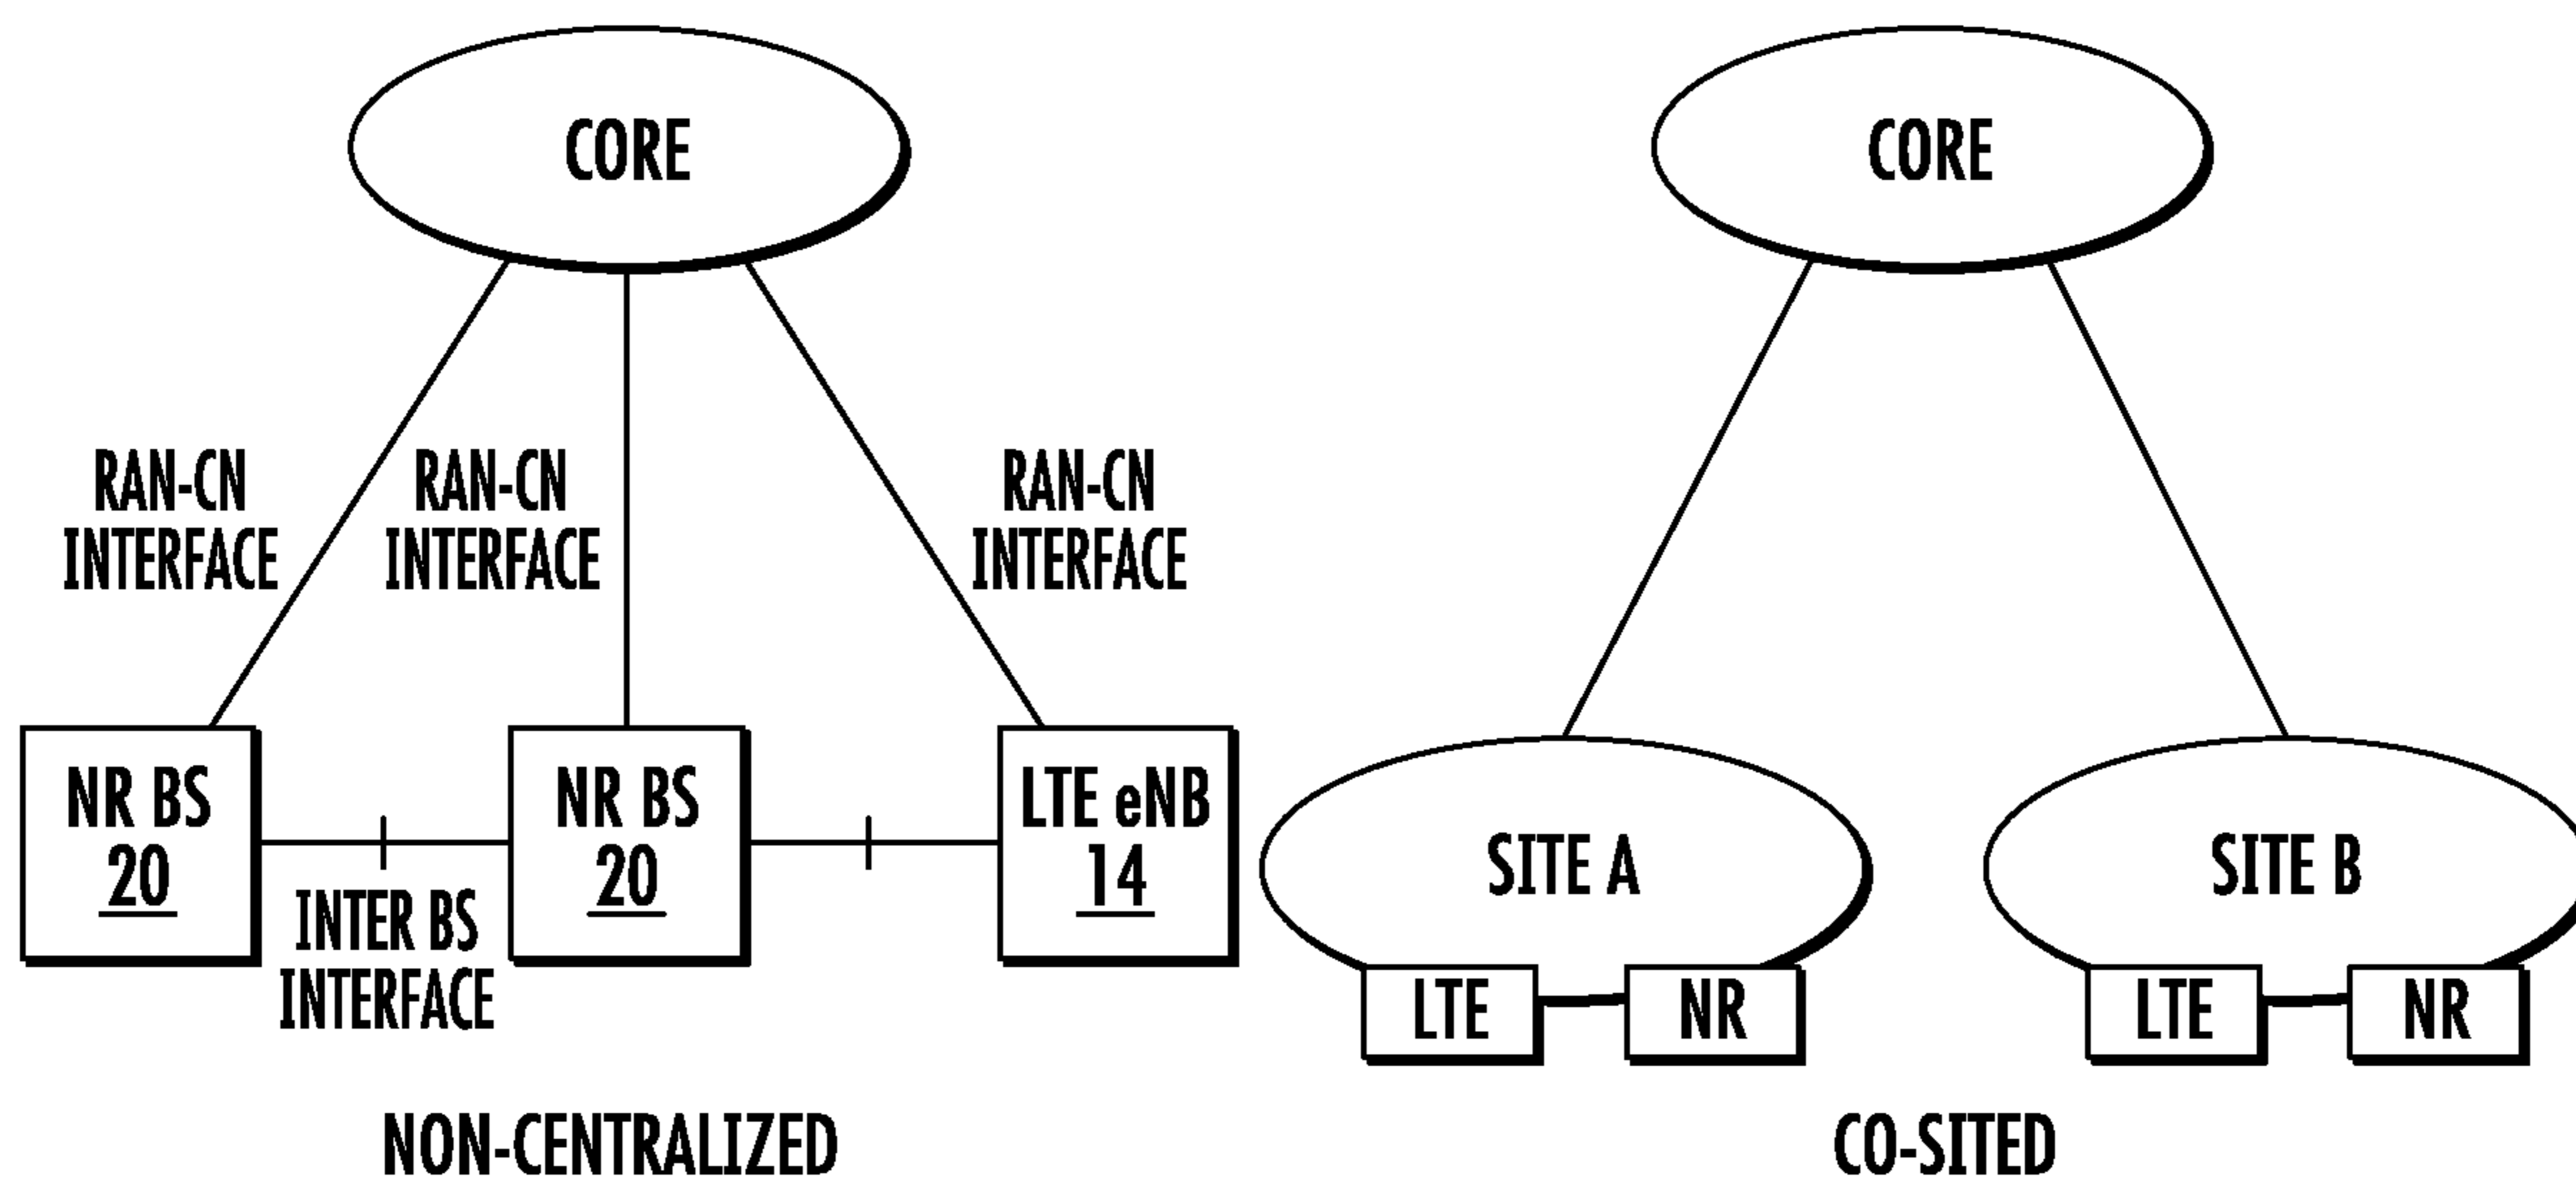 CORE
RAN-CN
INTERFACE
RAN-CN
INTERFACE
RAN-CN
INTERFACE
NR BS
20
NR BS
20
LTE eNB
14
INTER BS
INTERFACE
NON-CENTRALIZED
CORE
SITE A
LTE
NR
SITE B
LTE
NR
CO-SITED